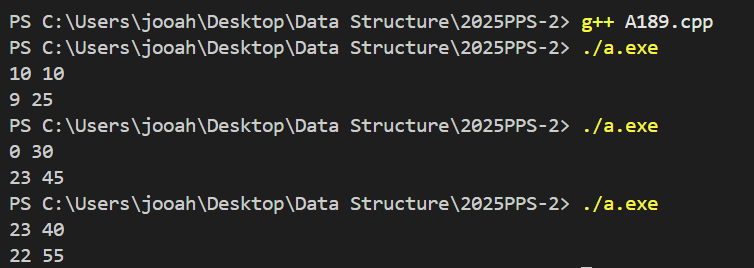 PS C:\Users\jooah\Desktop\Data Structure\2025PPS-2> g++ A189.cpp
PS C:\Users\jooah\Desktop\Data Structure\2025PPS-2> ./a.exe
10 10
9 25
PS C:\Users\jooah\Desktop\Data Structure\2025PPS-2> ./a.exe
0 30
23 45
PS C:\Users\jooah\Desktop\Data Structure\2025PPS-2> ./a.exe
23 40
22 55